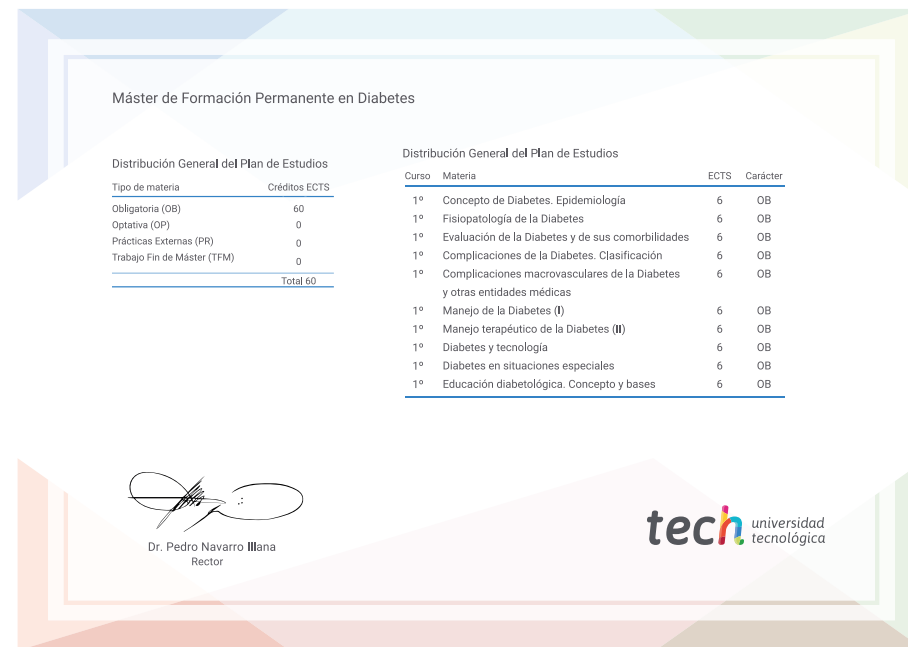 Máster de Formación Permanente en Diabetes
Distribución General del Plan de Estudios
Tipo de materia Créditos ECTS
Obligatoria (OB) 60
Optativa (OP) 0
Prácticas Externas (PR) 0
Trabajo Fin de Máster (TFM) 0
Total 60
Distribución General del Plan de Estudios
Curso Materia ECTS Carácter
1º Concepto de Diabetes. Epidemiología 6 OB
1º Fisiopatología de la Diabetes 6 OB
1º Evaluación de la Diabetes y de sus comorbilidades 6 OB
1º Complicaciones de la Diabetes. Clasificación 6 OB
1º Complicaciones macrovasculares de la Diabetes 6 OB
y otras entidades médicas
1º Manejo de la Diabetes (I) 6 OB
1º Manejo terapéutico de la Diabetes (II) 6 OB
1º Diabetes y tecnología 6 OB
1º Diabetes en situaciones especiales 6 OB
1º Educación diabetológica. Concepto y bases 6 OB
Dr. Pedro Navarro Illana
Rector
tech universidad
tecnológica